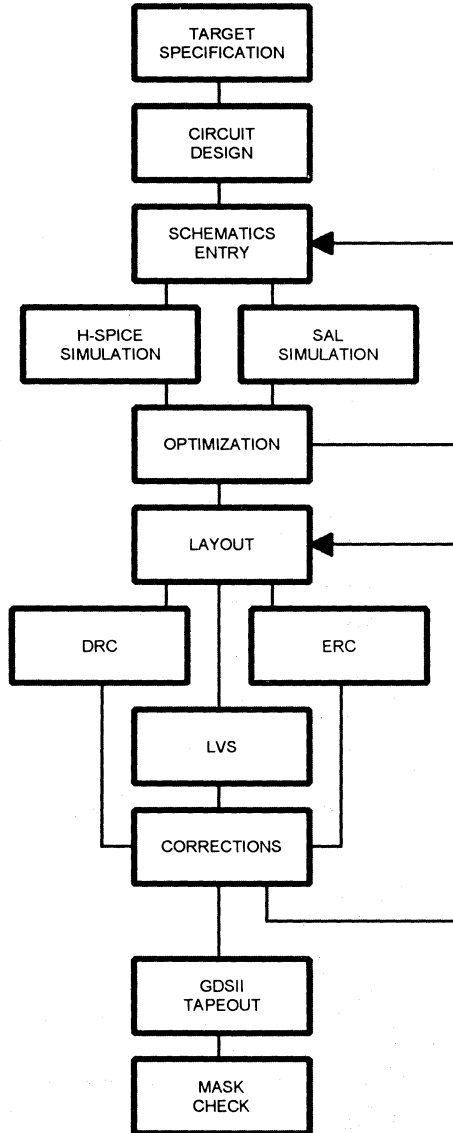 TARGET
SPECIFICATION
CIRCUIT
DESIGN
SCHEMATICS
ENTRY
H-SPICE
SIMULATION
SAL
SIMULATION
OPTIMIZATION
LAYOUT
DRC
ERC
LVS
CORRECTIONS
GDSII
TAPEOUT
MASK
CHECK